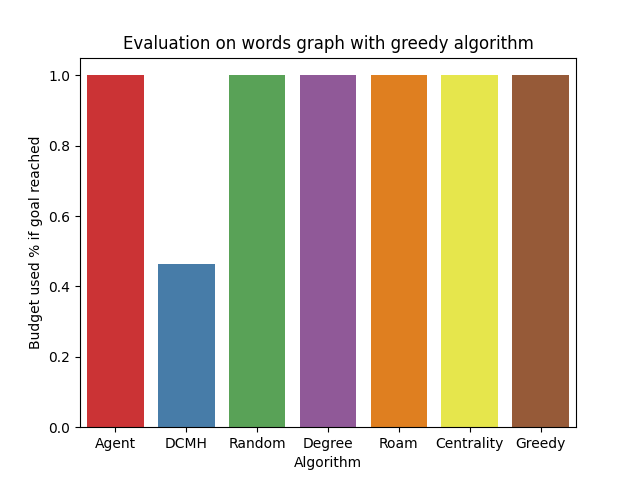 Evaluation on words graph with greedy algorithm
Budget used % if goal reached
1.0
0.8
0.6
0.4
0.2
0.0
Agent DCMH Random Degree Roam Centrality Greedy
Algorithm